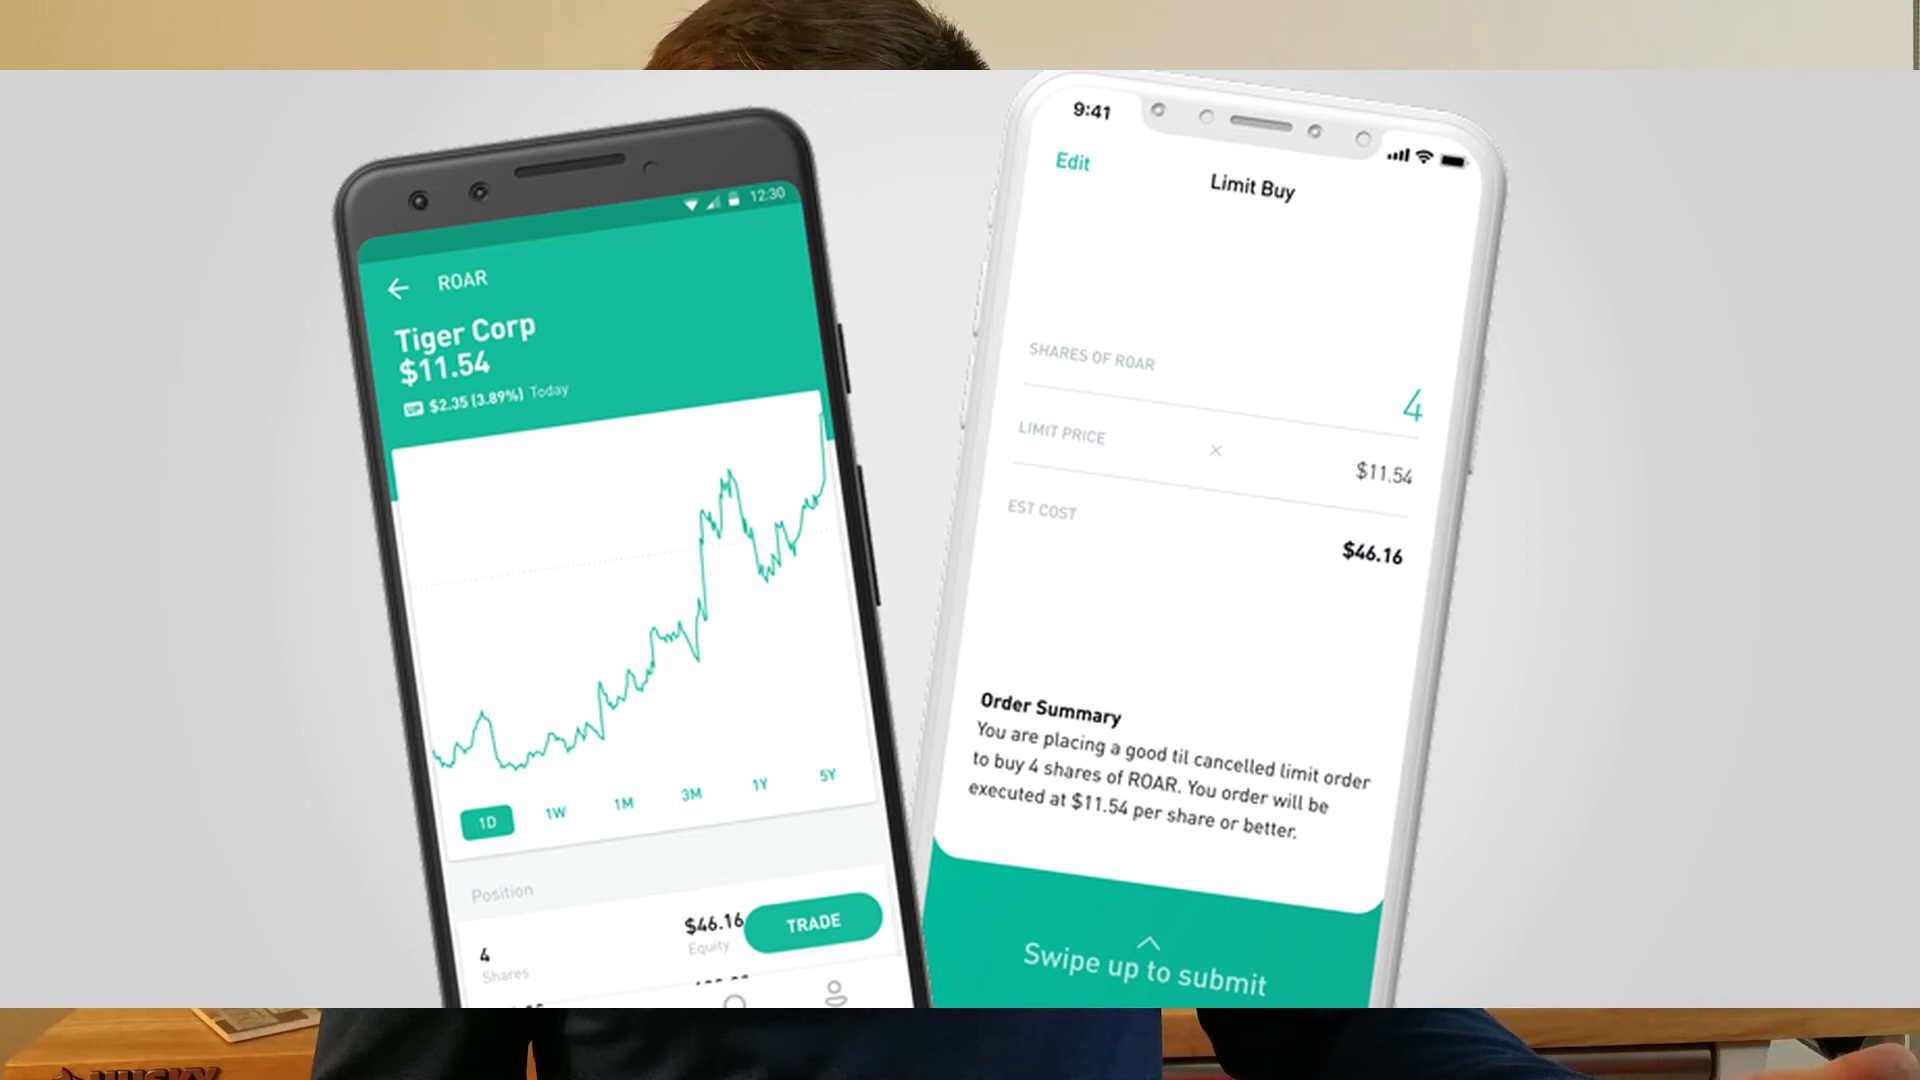 12:30
ROAR
Tiger Corp
$11.54
UP $2.35 (3.89%) Today
1D 1W 1M 3M 1Y 5Y
Position
4 $46.16 TRADE
Shares Equity
9:41
Edit
Limit Buy
SHARES OF ROAR
4
LIMIT PRICE × $11.54
EST COST
$46.16
Order Summary
You are placing a good til cancelled limit order
to buy 4 shares of ROAR. You order will be
executed at $11.54 per share or better.
Swipe up to submit
HUSKY